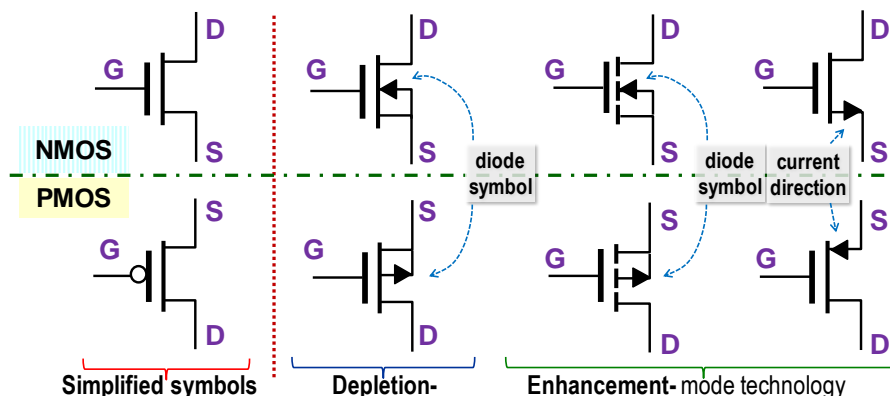 D D D D
G G G G
S S S S
NMOS
diode symbol
diode symbol
current direction
PMOS
S S S S
G G G G
D D D D
Simplified symbols
Depletion-
Enhancement- mode technology